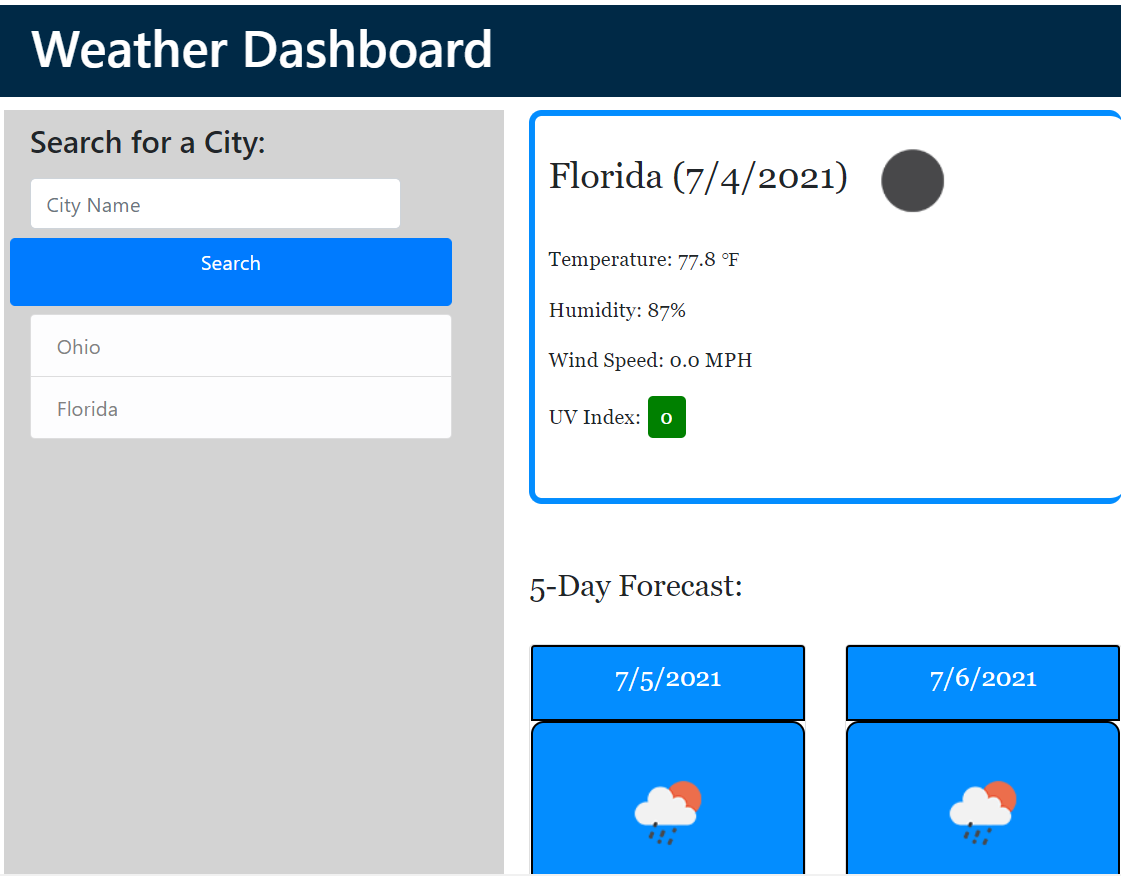 Weather Dashboard
Search for a City:
City Name
Search
Ohio
Florida
Florida (7/4/2021)
Temperature: 77.8 °F
Humidity: 87%
Wind Speed: 0.0 MPH
UV Index: 0
5-Day Forecast:
7/5/2021
7/6/2021